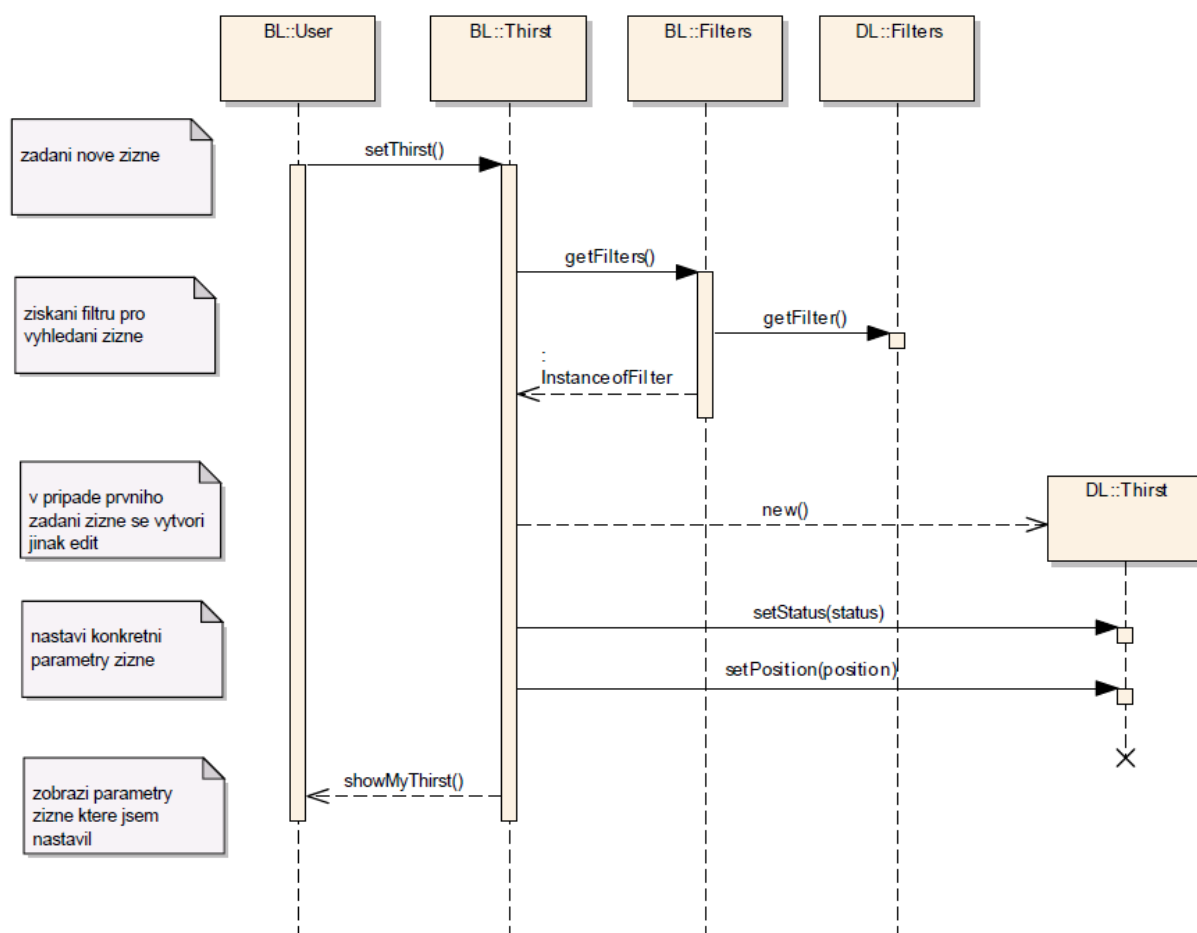 BL::User
BL::Thirst
BL::Filters
DL::Filters
zadani nove zizne
setThirst()
getFilters()
ziskani filtru pro
vyhledani zizne
getFilter()
:
InstanceofFilter
v pripade prvniho
zadani zizne se vytvori
jinak edit
new()
DL::Thirst
nastavi konkretni
parametry zizne
setStatus(status)
setPosition(position)
zobrazi parametry
zizne ktere jsem
nastavil
showMyThirst()